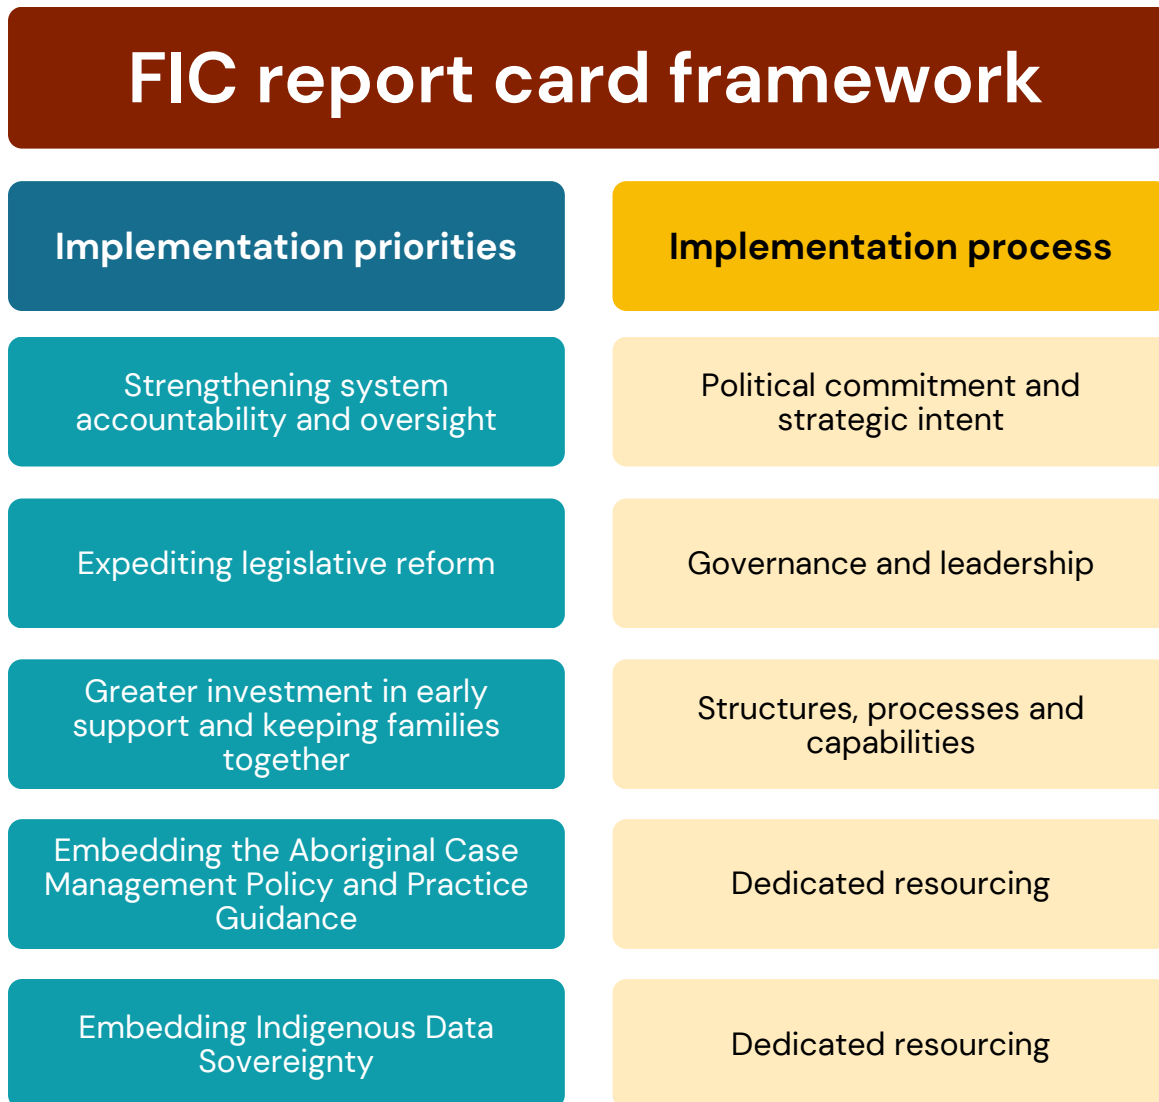 FIC report card framework
Implementation priorities
Strengthening system
accountability and oversight
Expediting legislative reform
Greater investment in early
support and keeping families
together
Embedding the Aboriginal Case
Management Policy and Practice
Guidance
Embedding Indigenous Data
Sovereignty
Implementation process
Political commitment and
strategic intent
Governance and leadership
Structures, processes and
capabilities
Dedicated resourcing
Dedicated resourcing